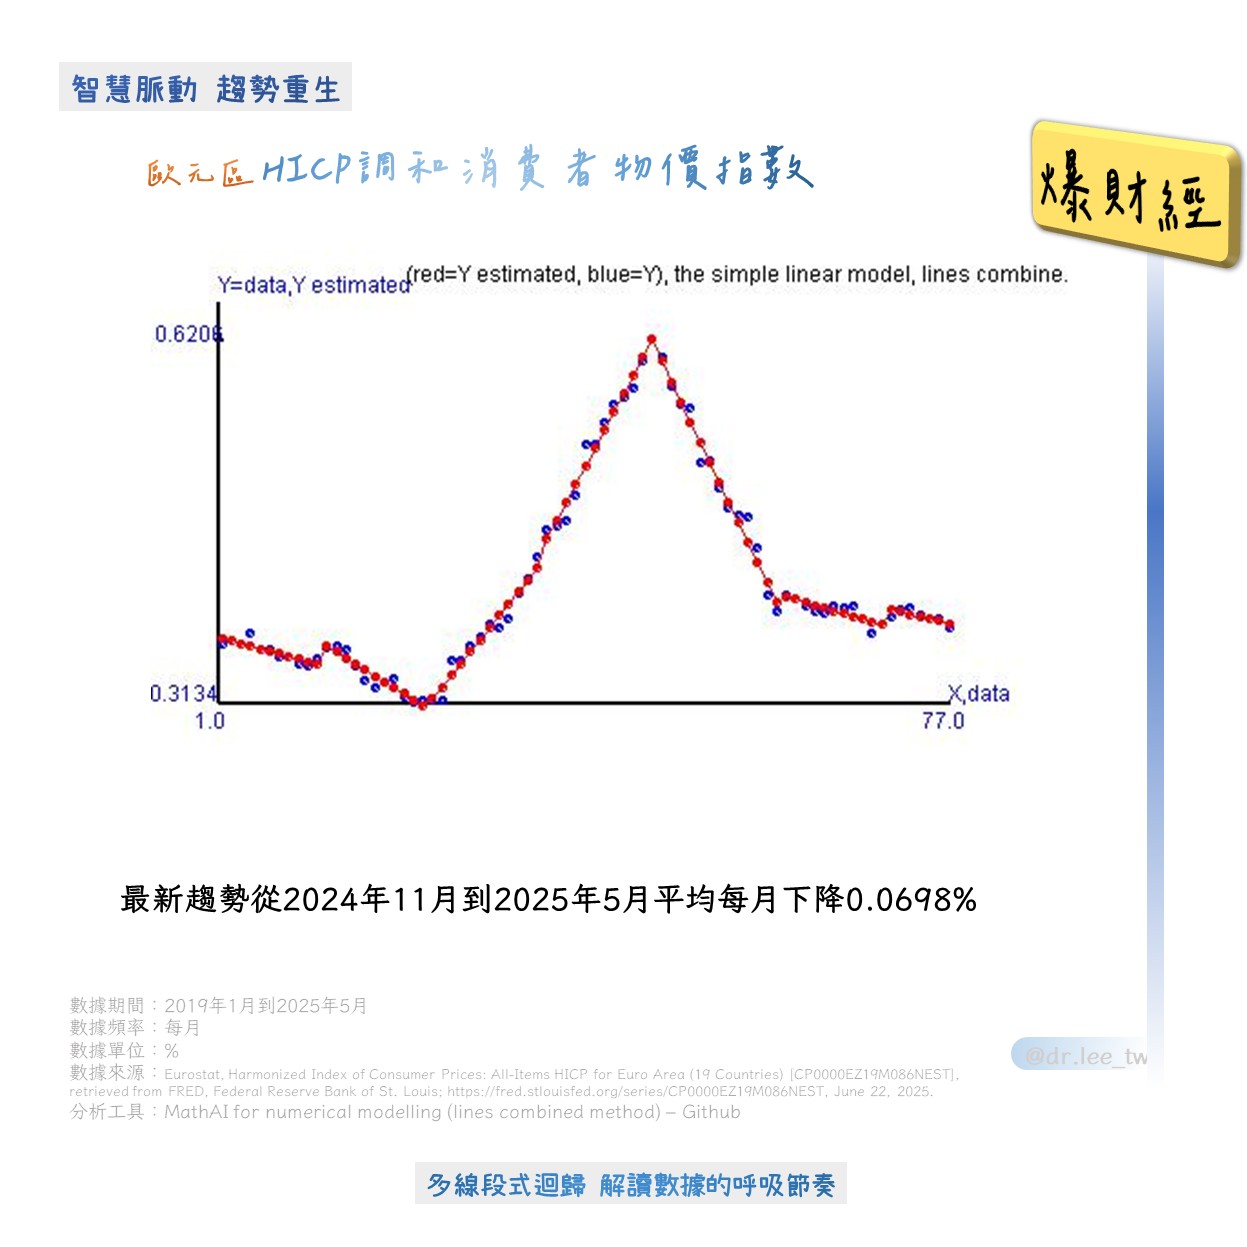 智慧脈動 趨勢重生
歐元區HICP調和消費者物價指數
爆財經
Y=data,Y estimated
(red=Y estimated, blue=Y), the simple linear model, lines combine.
0.6206
0.3134
X,data
1.0
77.0
最新趨勢從2024年11月到2025年5月平均每月下降0.0698%
數據期間：2019年1月到2025年5月
數據頻率：每月
數據單位：%
@dr.lee_tw
數據來源：Eurostat, Harmonized Index of Consumer Prices: All-Items HICP for Euro Area (19 Countries) [CP0000EZ19M086NEST],
retrieved from FRED, Federal Reserve Bank of St. Louis; https://fred.stlouisfed.org/series/CP0000EZ19M086NEST, June 22, 2025.
分析工具：MathAI for numerical modelling (lines combined method) – Github
多線段式迴歸 解讀數據的呼吸節奏